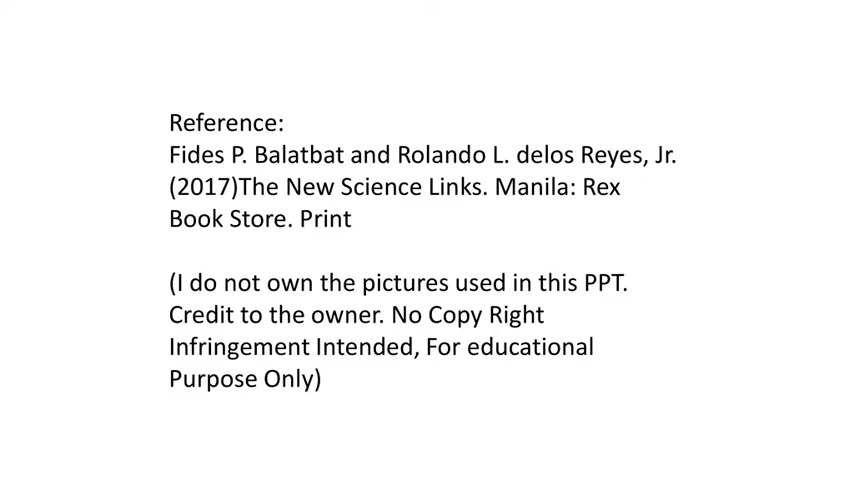 Reference:
Fides P. Balatbat and Rolando L. delos Reyes, Jr.
(2017)The New Science Links. Manila: Rex
Book Store. Print
(I do not own the pictures used in this PPT.
Credit to the owner. No Copy Right
Infringement Intended, For educational
Purpose Only)